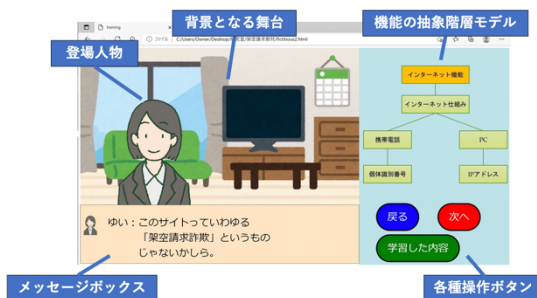 背景となる舞台
機能の抽象階層モデル
登場人物
training
インターネット機能
インターネット仕組み
携帯電話
PC
個体識別番号
IPアドレス
戻る
次へ
学習した内容
ゆい:このサイトっていわゆる
「架空請求詐欺」というもの
じゃないかしら。
メッセージボックス
各種操作ボタン